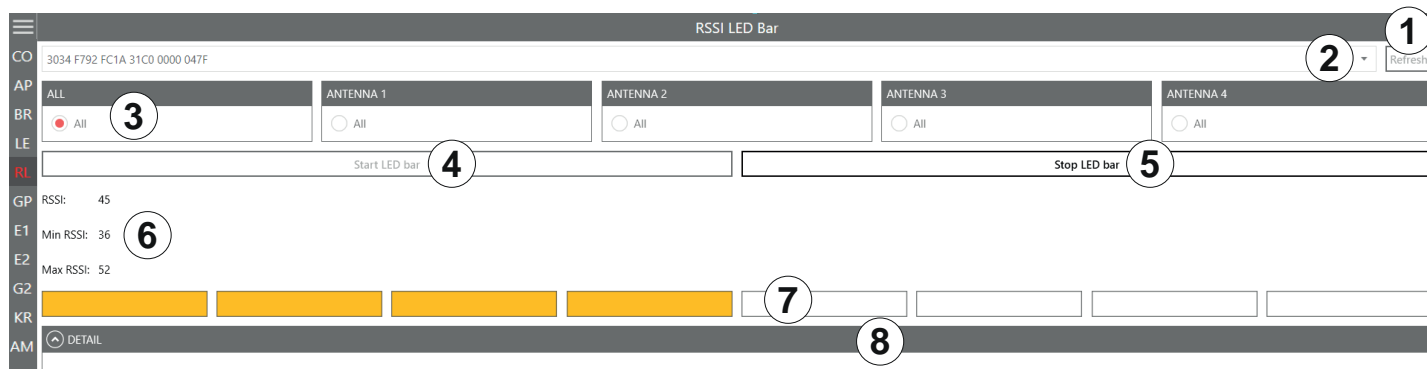 RSSI LED Bar
1
CO
3034 F792 FC1A 31C0 0000 047F
2
Refresh
AP
ALL
ANTENNA 1
ANTENNA 2
ANTENNA 3
ANTENNA 4
BR
All
3
All
All
All
All
LE
Start LED bar
4
Stop LED bar
5
RL
GP
RSSI: 45
E1
Min RSSI: 36
6
E2
Max RSSI: 52
G2
7
KR
AM
DETAIL
8